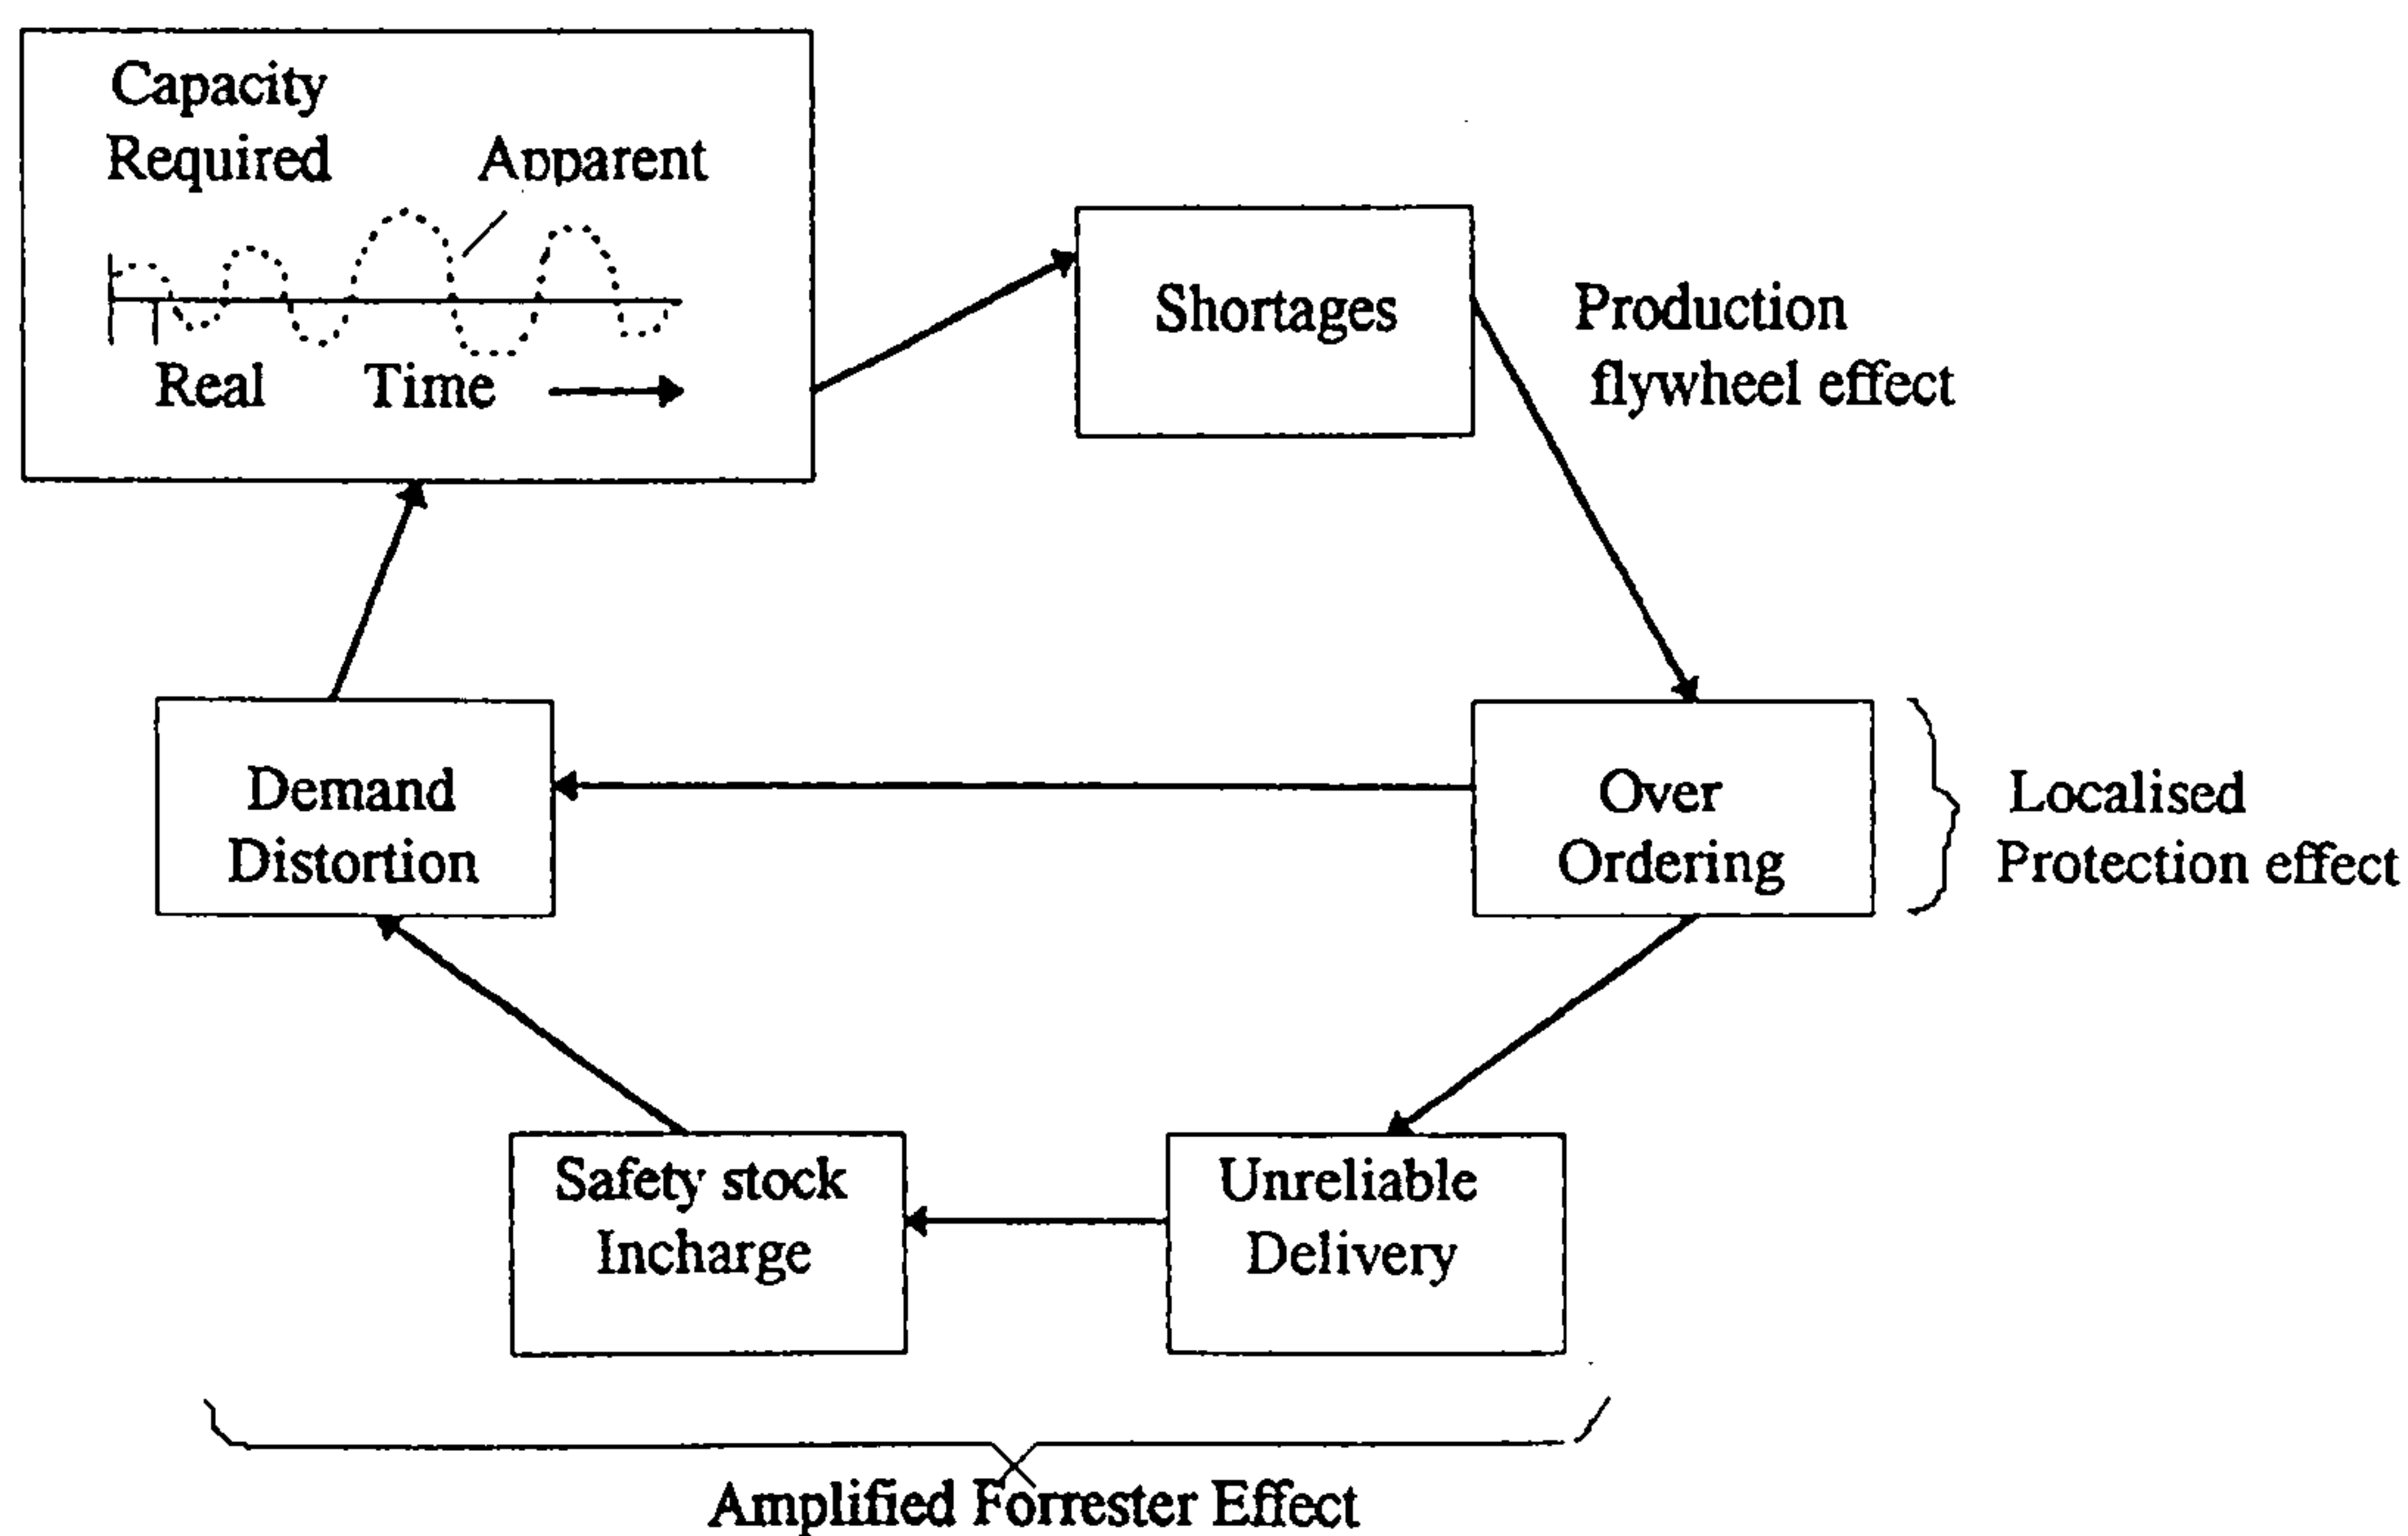 Capacity
Required
Apparent
Real
Time
Shortages
Production
flywheel effect
Demand
Distortion
Over
Ordering
Localised
Protection effect
Safety stock
Incharge
Unreliable
Delivery
Amplified Forrester Effect